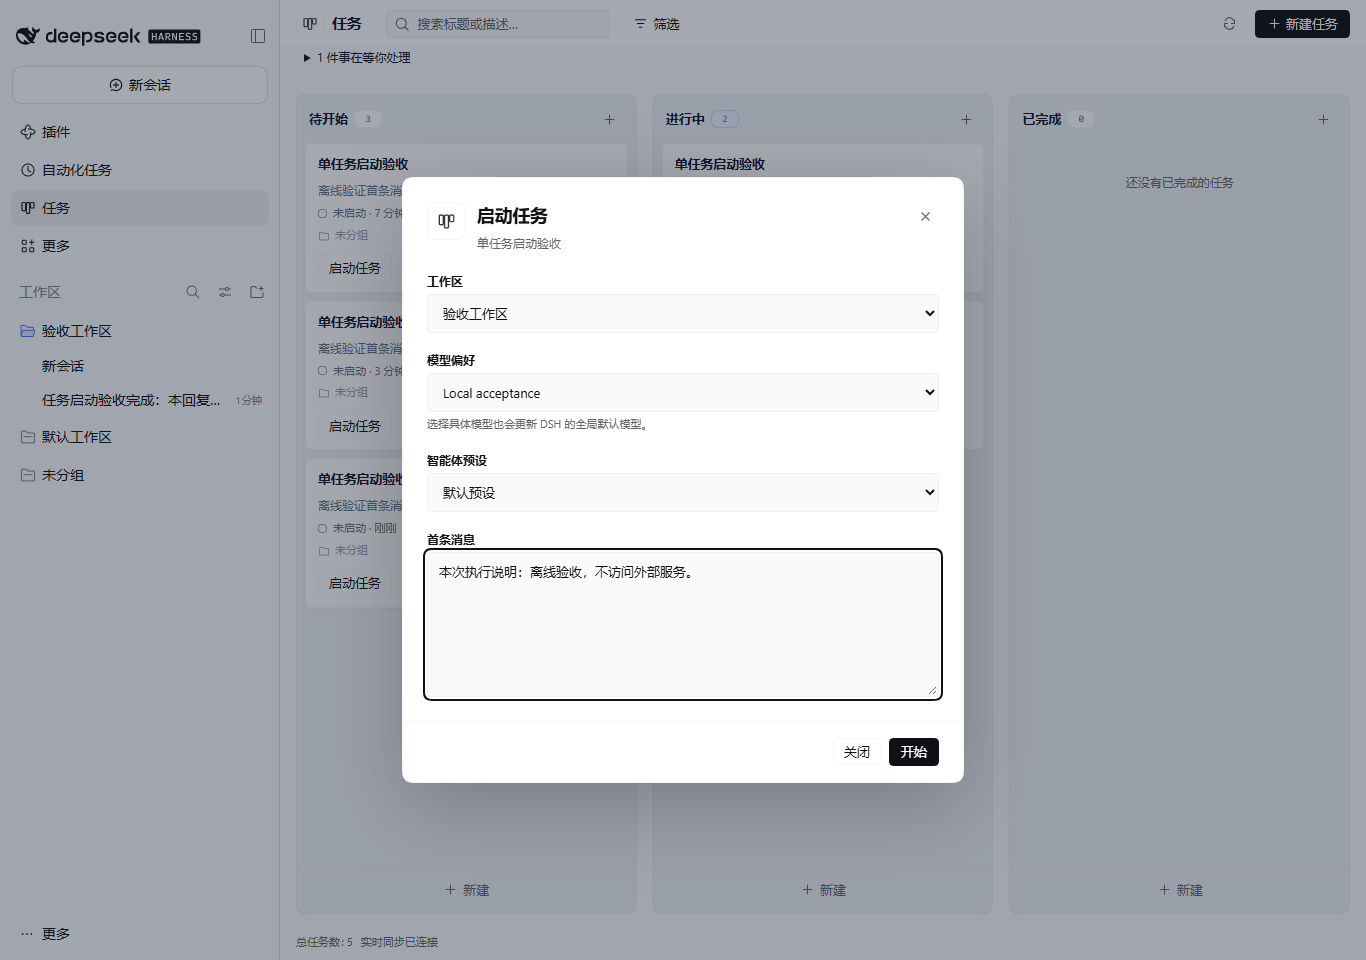 deepseek HARNESS
新会话
插件
自动化任务
任务
更多
工作区
验收工作区
新会话
任务启动验收完成：本回复... 1分钟
默认工作区
未分组
更多
任务
搜索标题或描述...
筛选
新建任务
1 件事在等你处理
待开始 3
单任务启动验收
离线验证首条消
未启动 · 7 分钟
未分组
启动任务
单任务启动验收
离线验证首条消
未启动 · 3 分钟
未分组
启动任务
单任务启动验收
离线验证首条消
未启动 · 刚刚
未分组
启动任务
新建
进行中 2
单任务启动验收
新建
已完成 0
还没有已完成的任务
新建
总任务数: 5 实时同步已连接
启动任务
单任务启动验收
工作区
验收工作区
模型偏好
Local acceptance
选择具体模型也会更新 DSH 的全局默认模型。
智能体预设
默认预设
首条消息
本次执行说明：离线验收，不访问外部服务。
关闭
开始